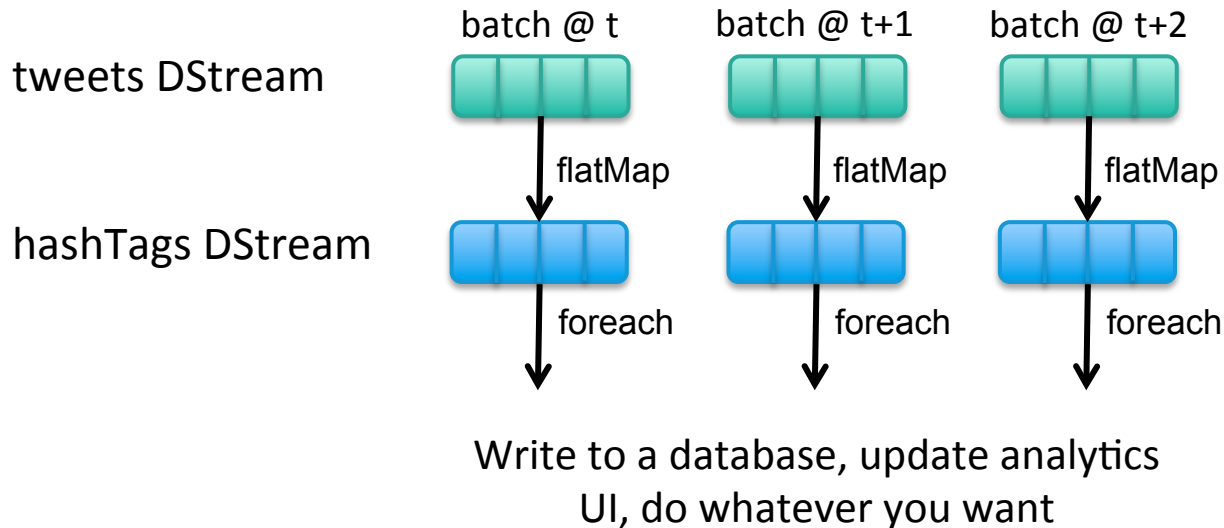 batch @ t
batch @ t+1
batch @ t+2
tweets DStream
flatMap
flatMap
flatMap
hashTags DStream
foreach
foreach
foreach
Write to a database, update analytics
UI, do whatever you want